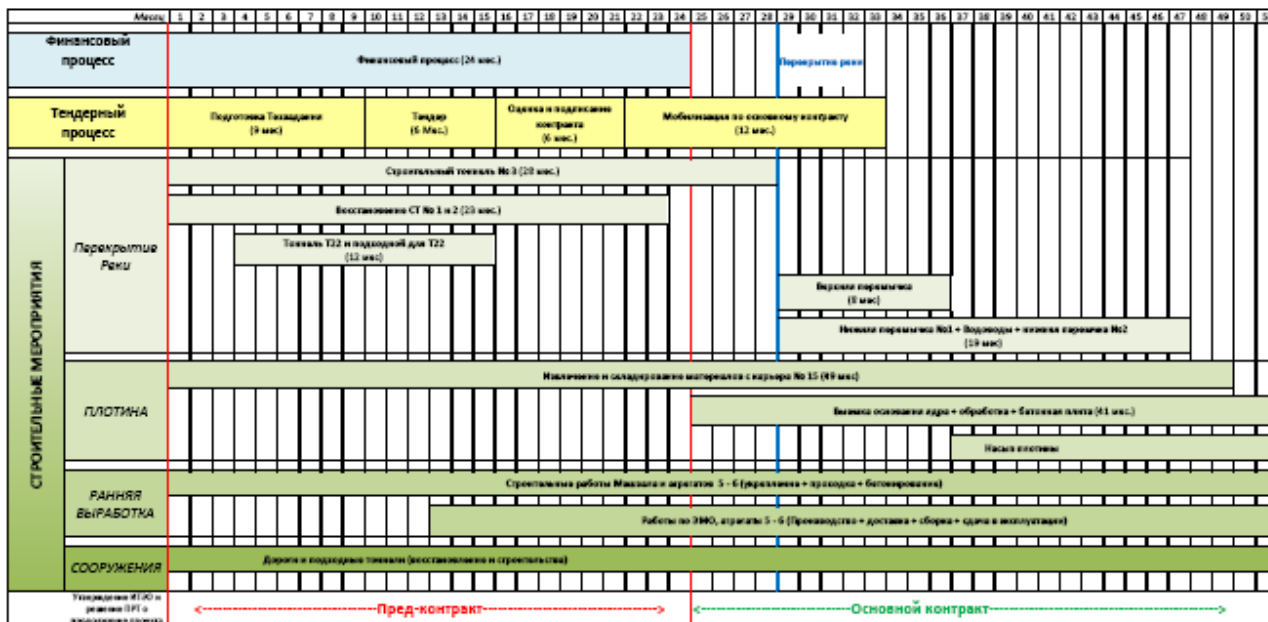 Месяц 1 2 3 4 5 6 7 8 9 10 11 12 13 14 15 16 17 18 19 20 21 22 23 24 25 26 27 28 29 30 31 32 33 34 35 36 37 38 39 40 41 42 43 44 45 46 47 48 49 50
Финансовый
процесс
Финансовый процесс (24 мес.)
Перекрытие реки
Тендерный
процесс
Подготовка Техзадания
(9 мес)
Тендер
(6 Мес.)
Оценка и подписание
контракта
(6 мес.)
Мобилизация по основному контракту
(12 мес.)
СТРОИТЕЛЬНЫЕ МЕРОПРИЯТИЯ
Перекрытие
Реки
Строительный тоннель № 3 (28 мес.)
Восстановление СТ № 1 и 2 (23 мес.)
Тоннель Т22 и подходной для Т22
(12 мес)
Верхняя перемычка
(8 мес)
Нижняя перемычка №1 + Водоводы + нижняя перемычка №2
(19 мес)
ПЛОТИНА
Извлечение и складирование материалов с карьера № 15 (49 мес)
Выемка основания ядра + обработка + бетонная плита (41 мес.)
Насыпь плотины
РАННЯЯ
ВЫРАБОТКА
Строительные работы Машзала и агрегатов 5 - 6 (укрепление + проходка + бетонирование)
Работы по ЭМО, агрегаты 5 - 6 (Производство + доставка + сборка + сдача в эксплуатацию)
СООРУЖЕНИЯ
Дороги и подходные тоннели (восстановление и строительство)
Утверждение ИТЭО и
решение ПРТ о
продолжении проекта
Пред-контракт
Основной контракт